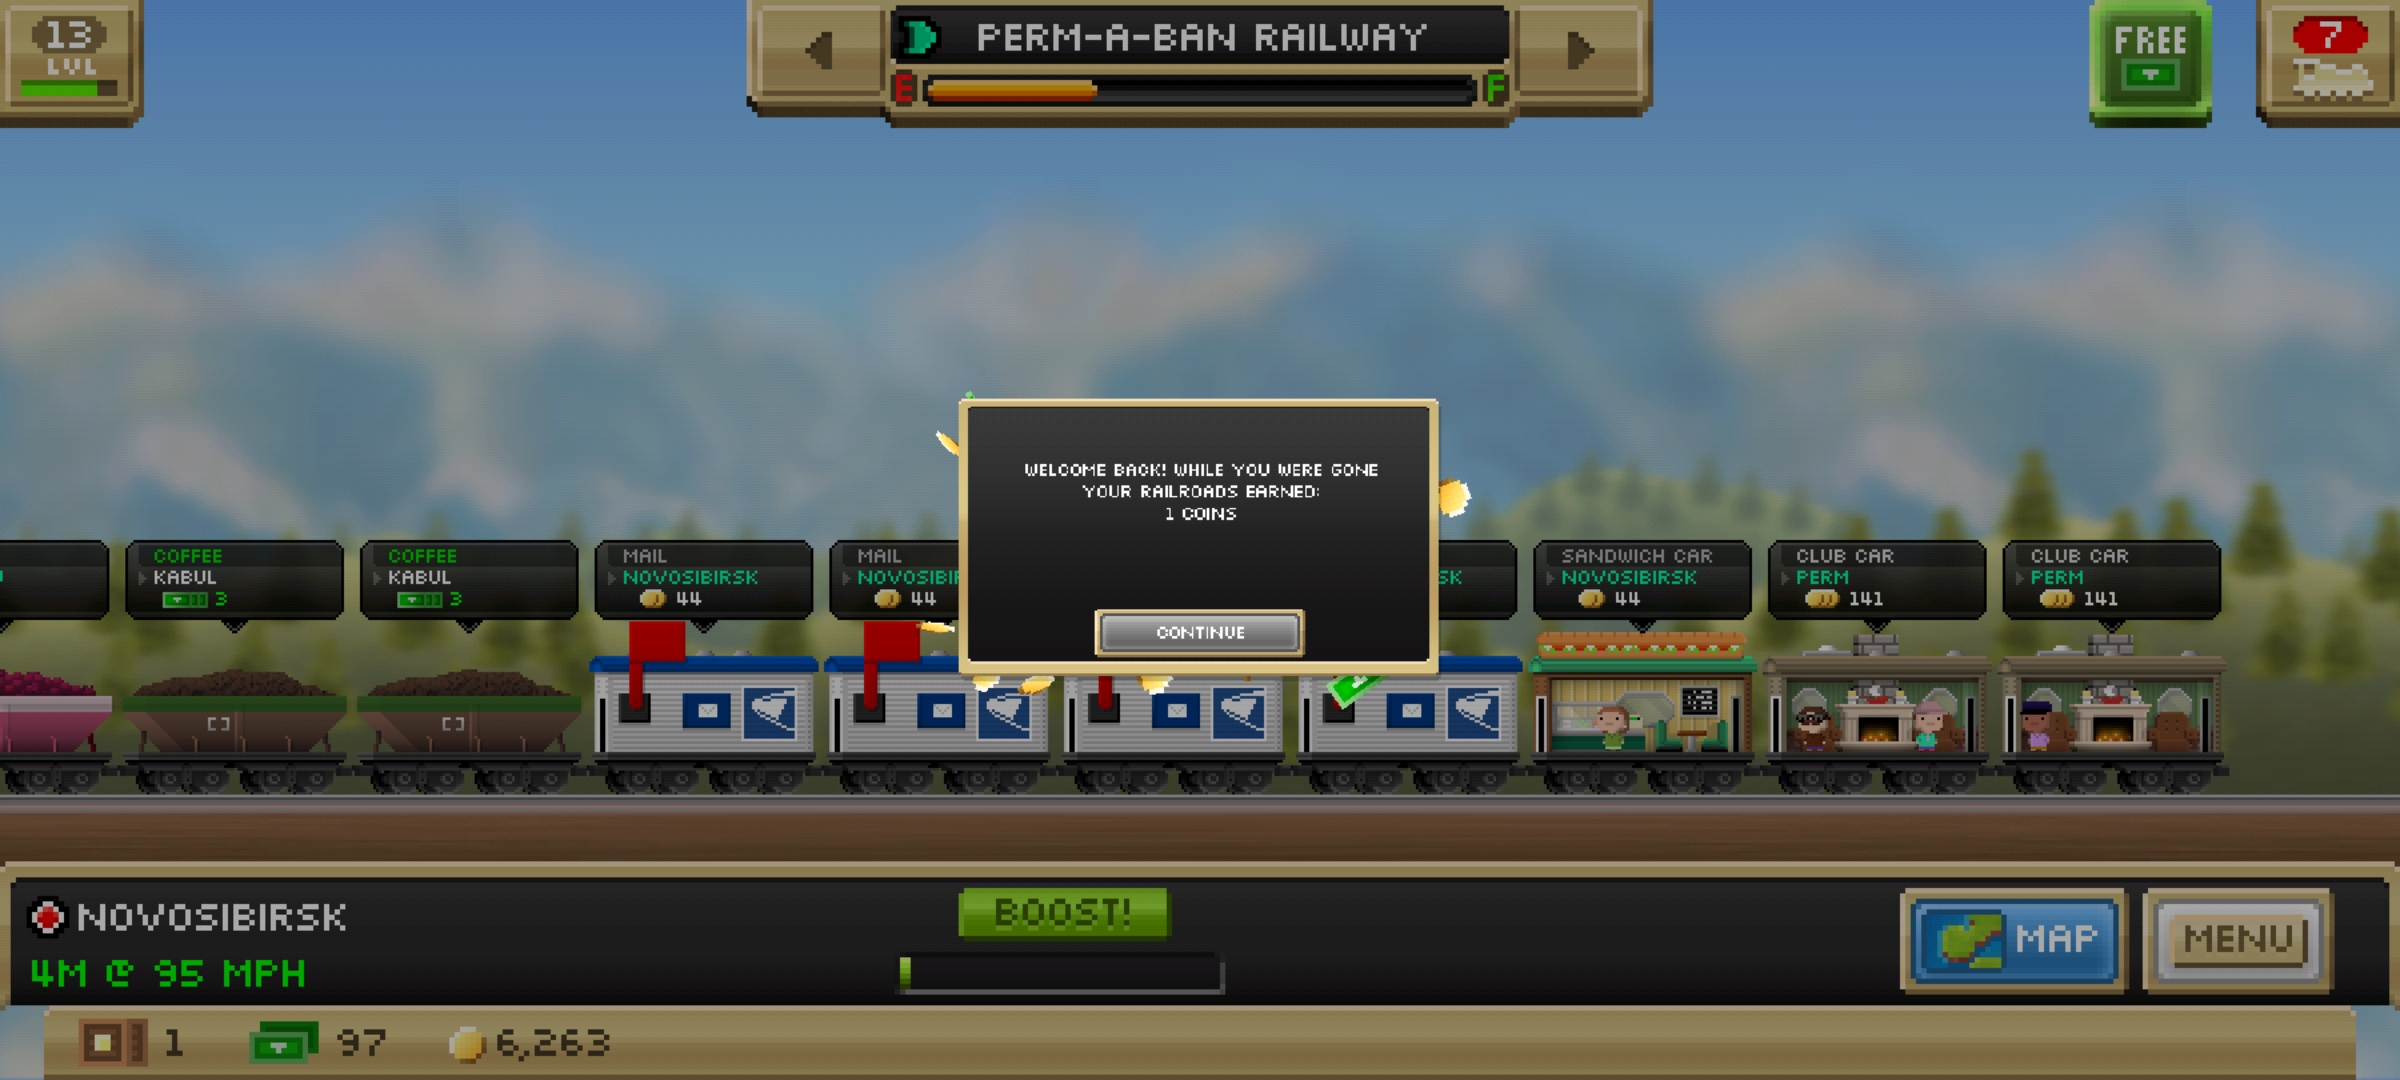 13
LVL
PERM-A-BAN RAILWAY
E
F
FREE
7
WELCOME BACK! WHILE YOU WERE GONE
YOUR RAILROADS EARNED:
1 COINS
CONTINUE
COFFEE
KABUL
3
COFFEE
KABUL
3
MAIL
NOVOSIBIRSK
44
MAIL
NOVOSIBI
44
SK
SANDWICH CAR
NOVOSIBIRSK
44
CLUB CAR
PERM
141
CLUB CAR
PERM
141
NOVOSIBIRSK
4M @ 95 MPH
BOOST!
MAP
MENU
1
97
6,263